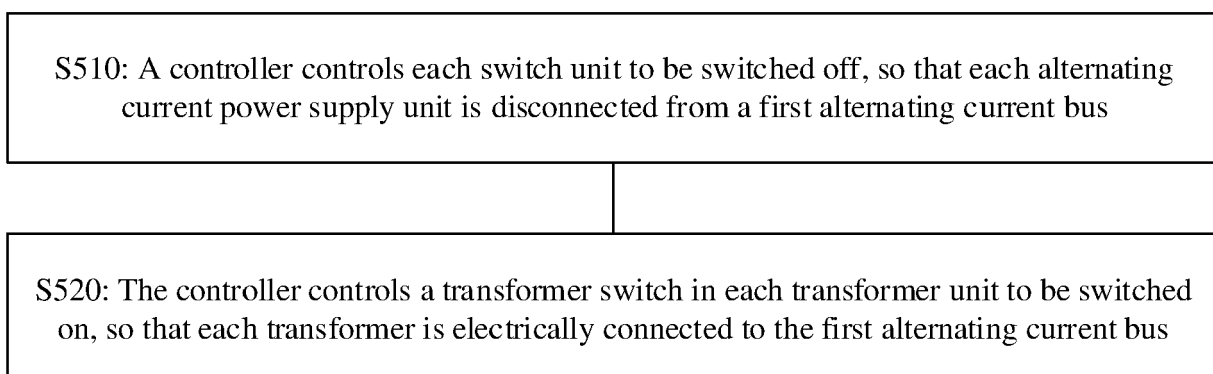 S510: A controller controls each switch unit to be switched off, so that each alternating
current power supply unit is disconnected from a first alternating current bus
S520: The controller controls a transformer switch in each transformer unit to be switched
on, so that each transformer is electrically connected to the first alternating current bus